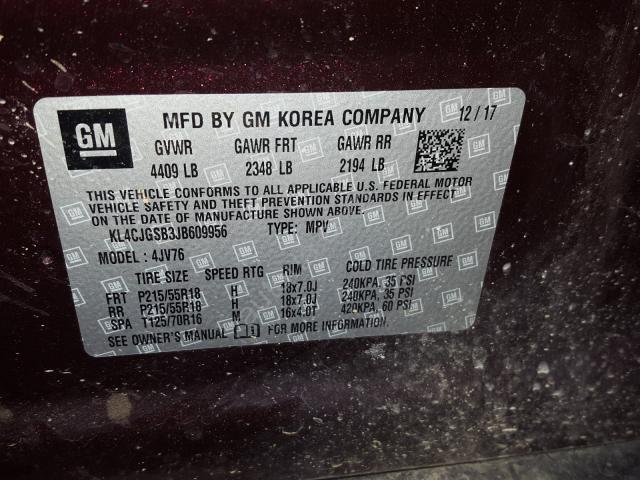 GM
MFD BY GM KOREA COMPANY 12/17
GVWR GAWR FRT GAWR RR
4409 LB 2348 LB 2194 LB
THIS VEHICLE CONFORMS TO ALL APPLICABLE U.S. FEDERAL MOTOR
VEHICLE SAFETY AND THEFT PREVENTION STANDARDS IN EFFECT
ON THE DATE OF MANUFACTURE SHOWN ABOVE.
KL4CJGSB3JB609956 TYPE: MPV
MODEL : 4JV76
TIRE SIZE SPEED RTG RIM COLD TIRE PRESSURE
FRT P215/55R18 H 18x7.0J 240KPA, 35 PSI
RR P215/55R18 H 18x7.0J 240KPA, 35 PSI
SPA T125/70R16 M 16x4.0T 420KPA, 60 PSI
SEE OWNER'S MANUAL FOR MORE INFORMATION.